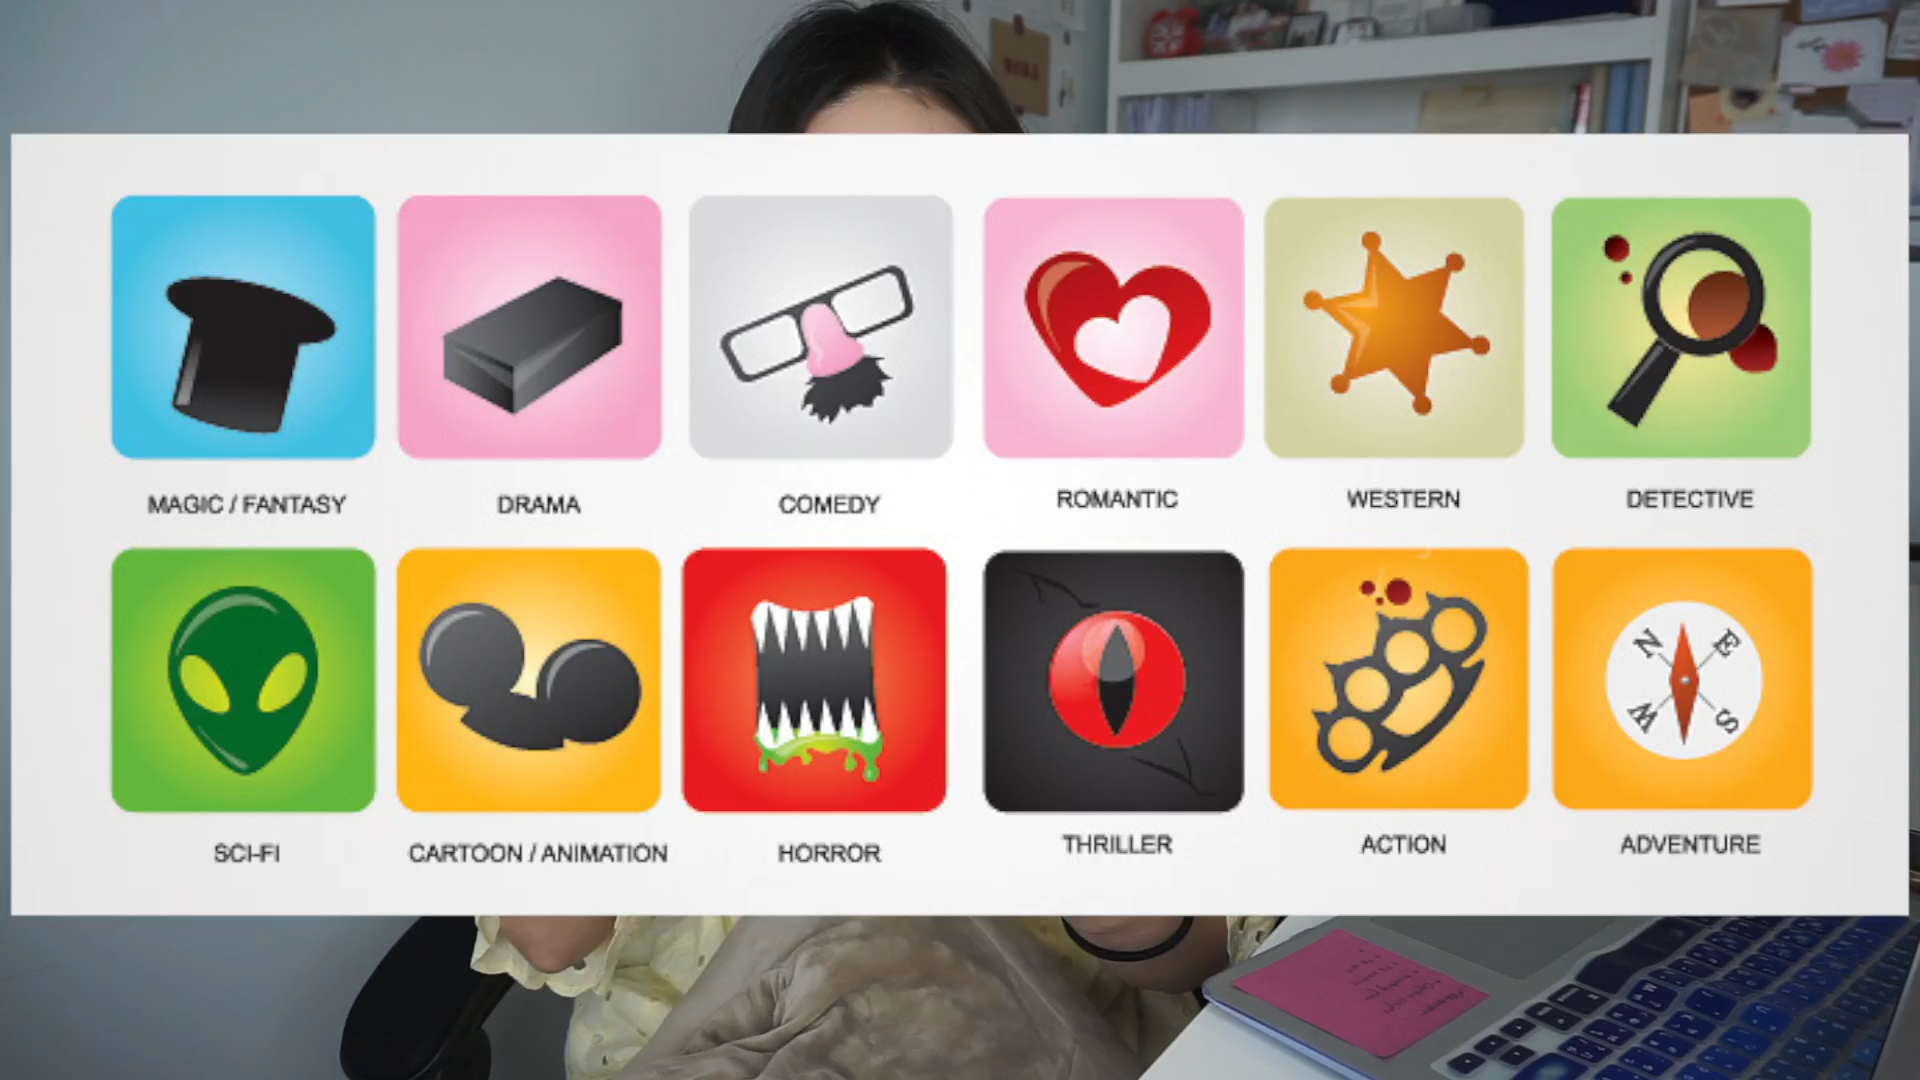 MAGIC / FANTASY
DRAMA
COMEDY
ROMANTIC
WESTERN
DETECTIVE
N
E
W
S
SCI-FI
CARTOON / ANIMATION
HORROR
THRILLER
ACTION
ADVENTURE